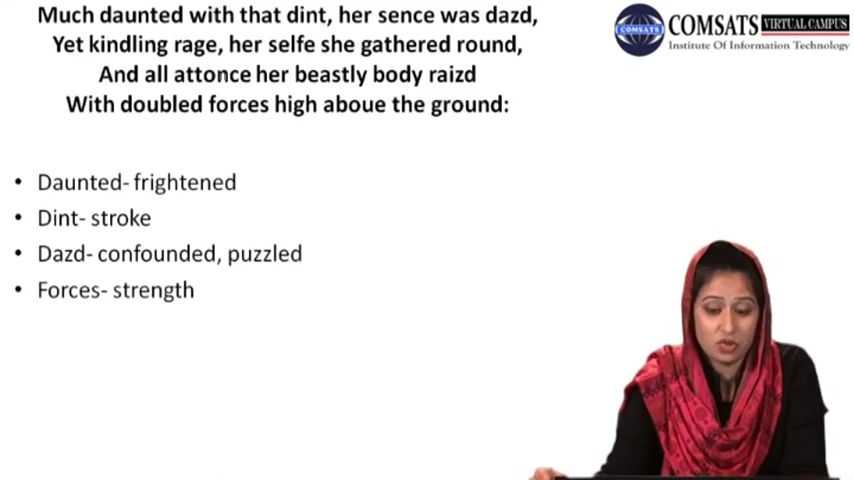 Much daunted with that dint, her sence was dazd,
Yet kindling rage, her selfe she gathered round,
And all attonce her beastly body raizd
With doubled forces high aboue the ground:
COMSATS
COMSATS VIRTUAL CAMPUS
Institute Of Information Technology
• Daunted- frightened
• Dint- stroke
• Dazd- confounded, puzzled
• Forces- strength